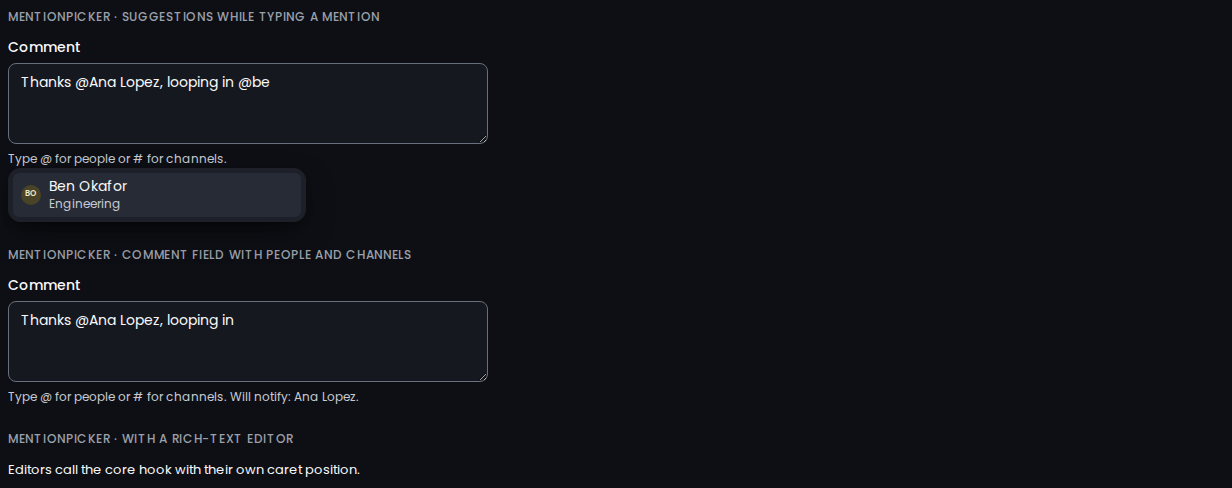 MENTIONPICKER · SUGGESTIONS WHILE TYPING A MENTION
Comment
Thanks @Ana Lopez, looping in @be
Type @ for people or # for channels.
BO
Ben Okafor
Engineering
MENTIONPICKER · COMMENT FIELD WITH PEOPLE AND CHANNELS
Comment
Thanks @Ana Lopez, looping in
Type @ for people or # for channels. Will notify: Ana Lopez.
MENTIONPICKER · WITH A RICH-TEXT EDITOR
Editors call the core hook with their own caret position.